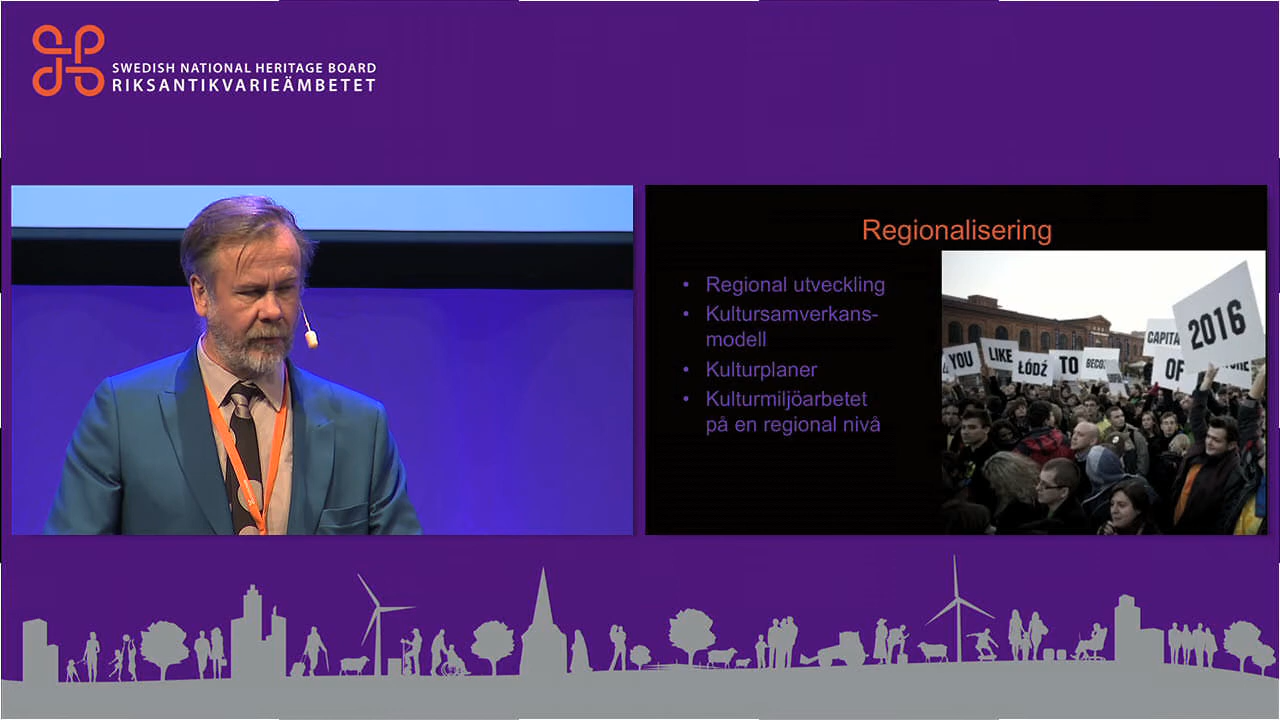 SWEDISH NATIONAL HERITAGE BOARD
RIKSANTIKVARIEÄMBETET
Regionalisering
• Regional utveckling
• Kultursamverkans-
modell
• Kulturplaner
• Kulturmiljöarbetet
på en regional nivå
2016
YOU LIKE ŁÓDŹ TO
CAPITA
OF